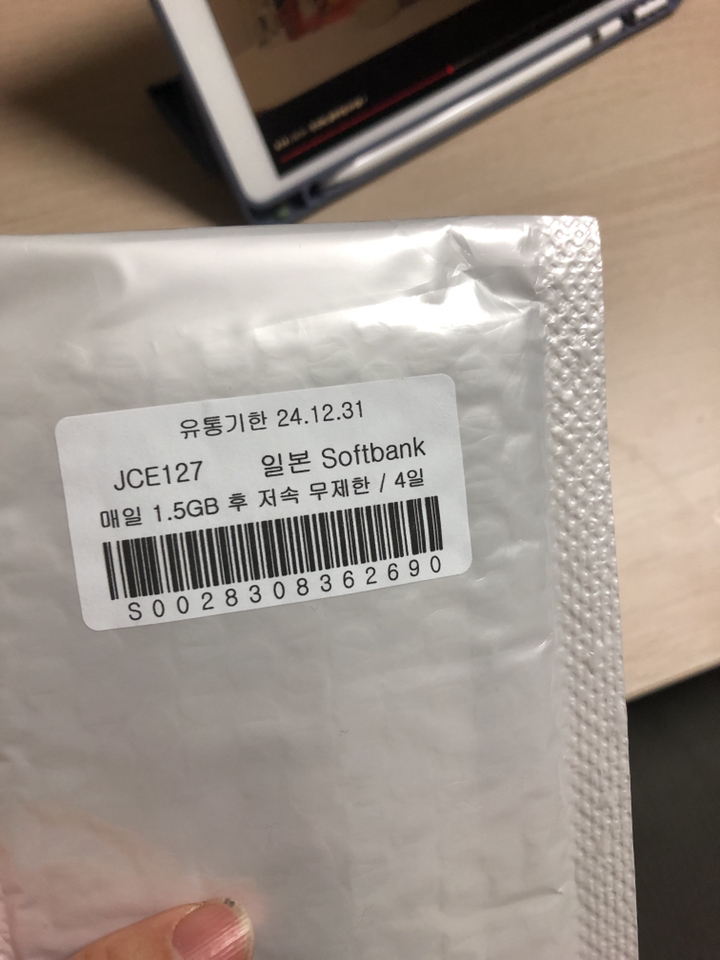 유통기한 24.12.31
JCE127 일본 Softbank
매일 1.5GB 후 저속 무제한 / 4일
S0028308362690